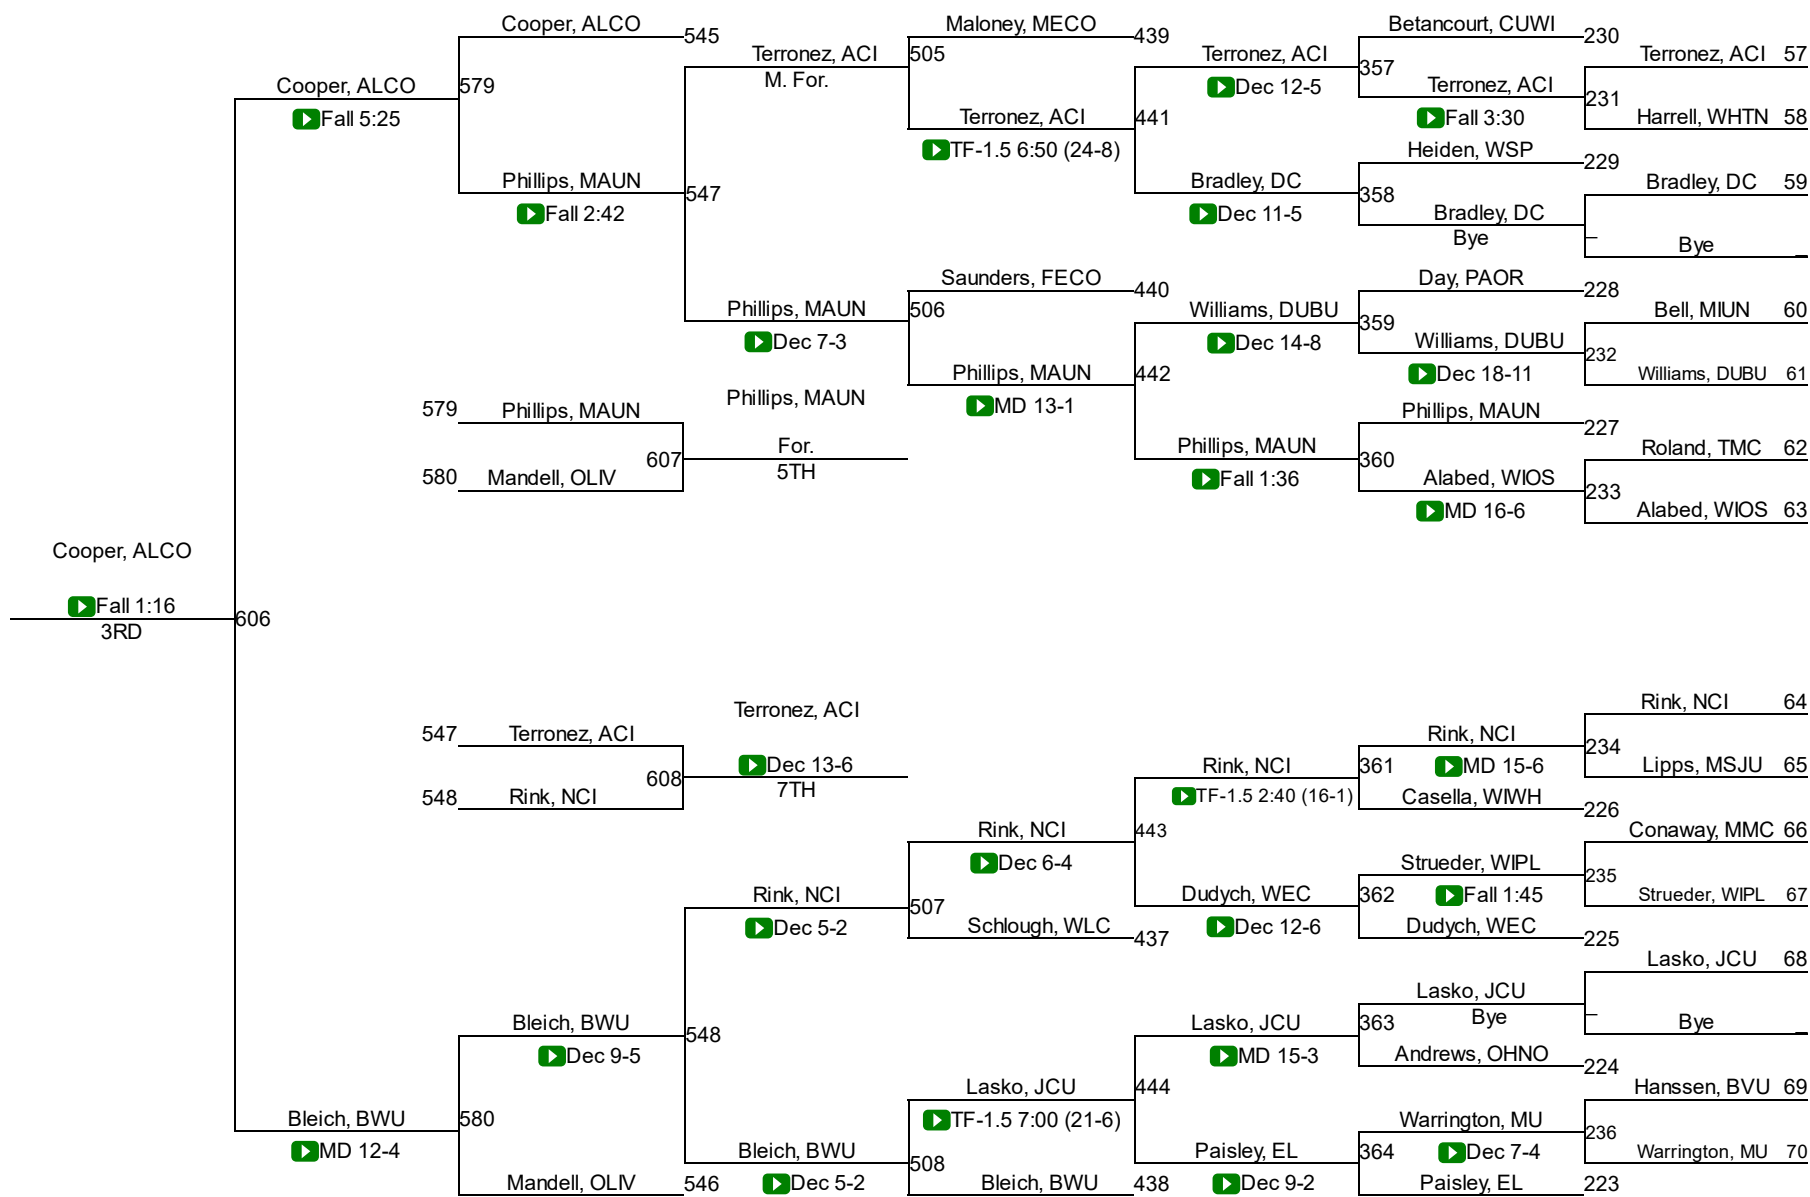 Cooper, ALCO
545
Maloney, MECO
439
Betancourt, CUWI
230
Terronez, ACI
M. For.
505
Terronez, ACI
Dec 12-5
357
Terronez, ACI 57
Cooper, ALCO
Fall 5:25
579
Terronez, ACI
Fall 3:30
231
Harrell, WHTN 58
Terronez, ACI
TF-1.5 6:50 (24-8)
441
Heiden, WSP
229
Phillips, MAUN
Fall 2:42
547
Bradley, DC
Dec 11-5
358
Bradley, DC 59
Bradley, DC
Bye
_
Bye _
Saunders, FECO
440
Day, PAOR
228
Phillips, MAUN
Dec 7-3
506
Williams, DUBU
Dec 14-8
359
Bell, MIUN 60
Williams, DUBU
Dec 18-11
232
Williams, DUBU 61
Phillips, MAUN
MD 13-1
442
579
Phillips, MAUN
Phillips, MAUN
Phillips, MAUN
227
607
For.
5TH
Phillips, MAUN
Fall 1:36
360
Roland, TMC 62
580
Mandell, OLIV
Alabed, WIOS
MD 16-6
233
Alabed, WIOS 63
Cooper, ALCO
Fall 1:16
3RD
606
Rink, NCI 64
Terronez, ACI
547
Terronez, ACI
Rink, NCI
MD 15-6
234
608
Dec 13-6
7TH
Rink, NCI
TF-1.5 2:40 (16-1)
361
Lipps, MSJU 65
548
Rink, NCI
Casella, WIWH
226
Rink, NCI
Dec 6-4
443
Conaway, MMC 66
Strueder, WIPL
Fall 1:45
235
Rink, NCI
Dec 5-2
507
Dudych, WEC
Dec 12-6
362
Strueder, WIPL 67
Schlough, WLC
437
Dudych, WEC
225
Lasko, JCU 68
Lasko, JCU
Bye
_
Bleich, BWU
Dec 9-5
548
Lasko, JCU
MD 15-3
363
Bye _
Andrews, OHNO
224
Lasko, JCU
TF-1.5 7:00 (21-6)
444
Hanssen, BVU 69
Bleich, BWU
MD 12-4
580
Warrington, MU
Dec 7-4
236
Bleich, BWU
Dec 5-2
508
Paisley, EL
Dec 9-2
364
Warrington, MU 70
Mandell, OLIV
546
Bleich, BWU
438
Paisley, EL
223